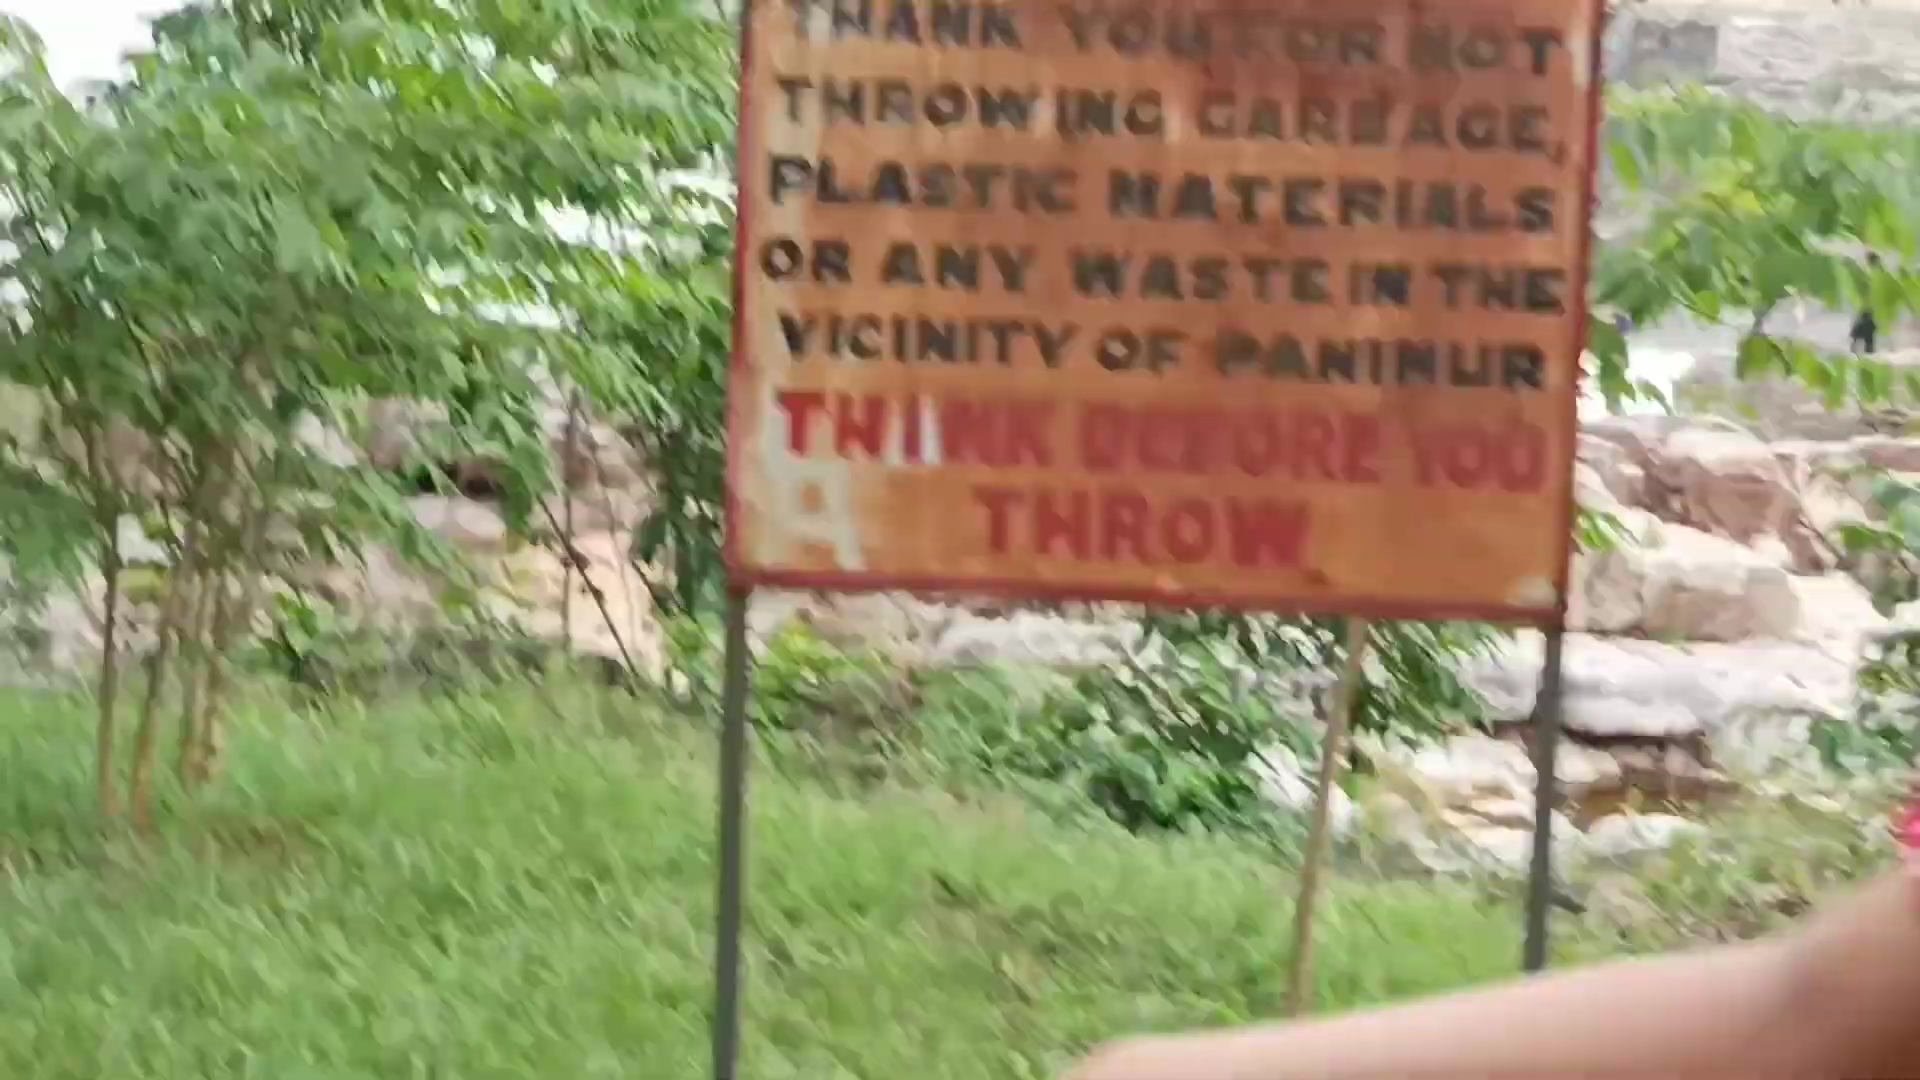 THANK YOU FOR NOT
THROWING GARBAGE,
PLASTIC MATERIALS
OR ANY WASTE IN THE
VICINITY OF PANIMUR
THINK BEFORE YOU
THROW